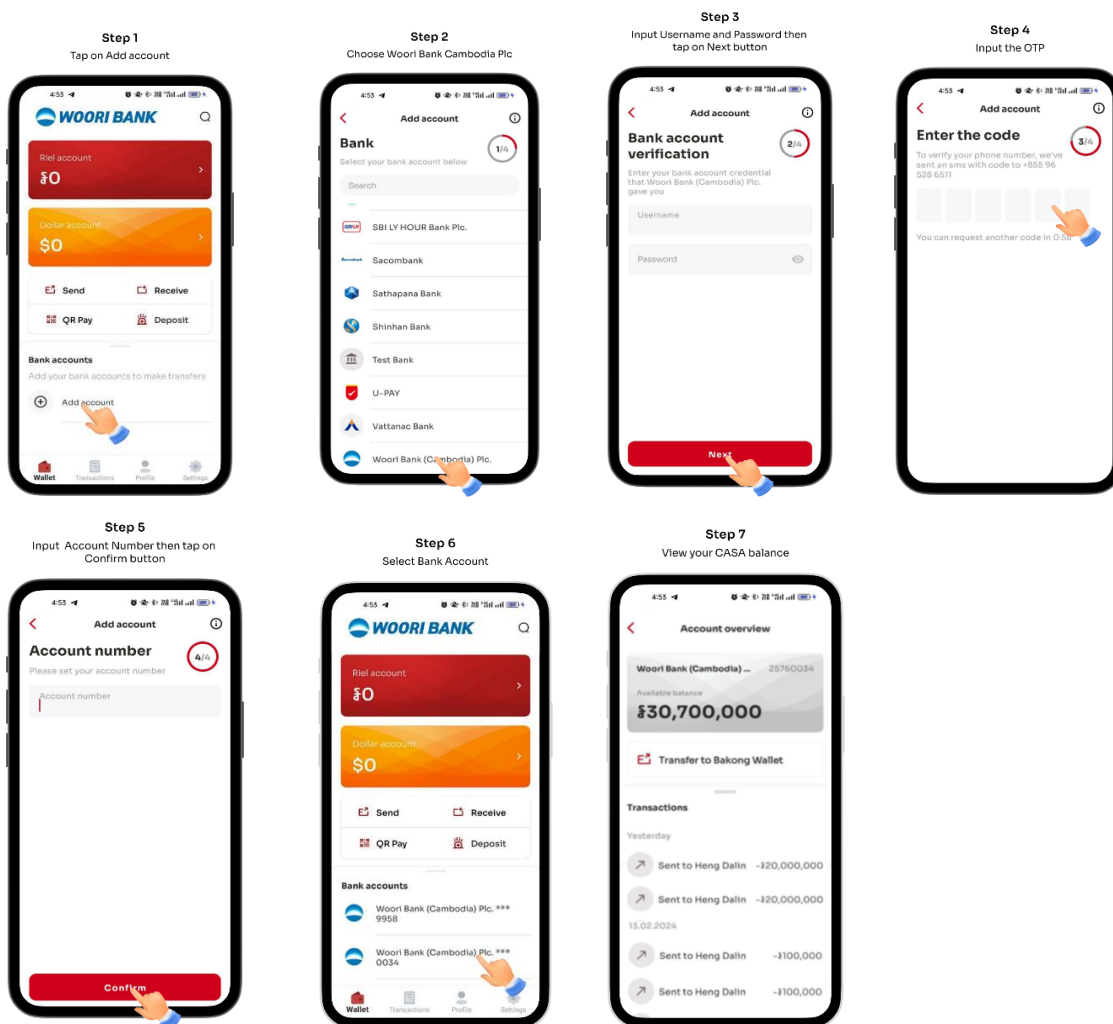 Step 1
Tap on Add account
4:53
WOORI BANK
Riel account
៛0
Dollar account
$0
Send
Receive
QR Pay
Deposit
Bank accounts
Add your bank accounts to make transfers
Add account
Wallet
Transactions
Profile
Settings
Step 2
Choose Woori Bank Cambodia Plc
4:53
Add account
Bank
1/4
Select your bank account below
Search
SBI LY HOUR Bank Plc.
Sacombank
Sathapana Bank
Shinhan Bank
Test Bank
U-PAY
Vattanac Bank
Woori Bank (Cambodia) Plc.
Step 3
Input Username and Password then
tap on Next button
4:53
Add account
Bank account
verification
2/4
Enter your bank account credential
that Woori Bank (Cambodia) Plc.
gave you
Username
Password
Next
Step 4
Input the OTP
4:53
Add account
Enter the code
3/4
To verify your phone number, we've
sent an sms with code to +855 96
528 6511
You can request another code in 0:58
Step 5
Input Account Number then tap on
Confirm button
4:53
Add account
Account number
4/4
Please set your account number
Account number
Confirm
Step 6
Select Bank Account
4:53
WOORI BANK
Riel account
៛0
Dollar account
$0
Send
Receive
QR Pay
Deposit
Bank accounts
Woori Bank (Cambodia) Plc. ***
9958
Woori Bank (Cambodia) Plc. ***
0034
Wallet
Transactions
Profile
Settings
Step 7
View your CASA balance
4:53
Account overview
Woori Bank (Cambodia) ... 25760034
Available balance
៛30,700,000
Transfer to Bakong Wallet
Transactions
Yesterday
Sent to Heng Dalin -៛20,000,000
Sent to Heng Dalin -៛20,000,000
13.02.2024
Sent to Heng Dalin -៛100,000
Sent to Heng Dalin -៛100,000